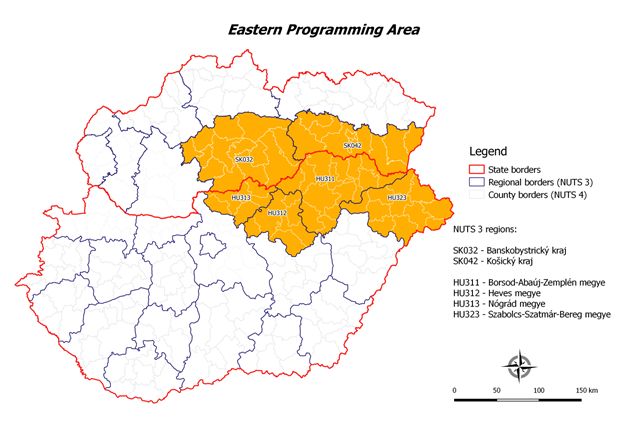 Eastern Programming Area
SK032
SK042
HU311
HU313
HU312
HU323
Legend
State borders
Regional borders (NUTS 3)
County borders (NUTS 4)
NUTS 3 regions:
SK032 - Banskobystrický kraj
SK042 - Košický kraj
HU311 - Borsod-Abaúj-Zemplén megye
HU312 - Heves megye
HU313 - Nógrád megye
HU323 - Szabolcs-Szatmár-Bereg megye
0 50 100 150 km